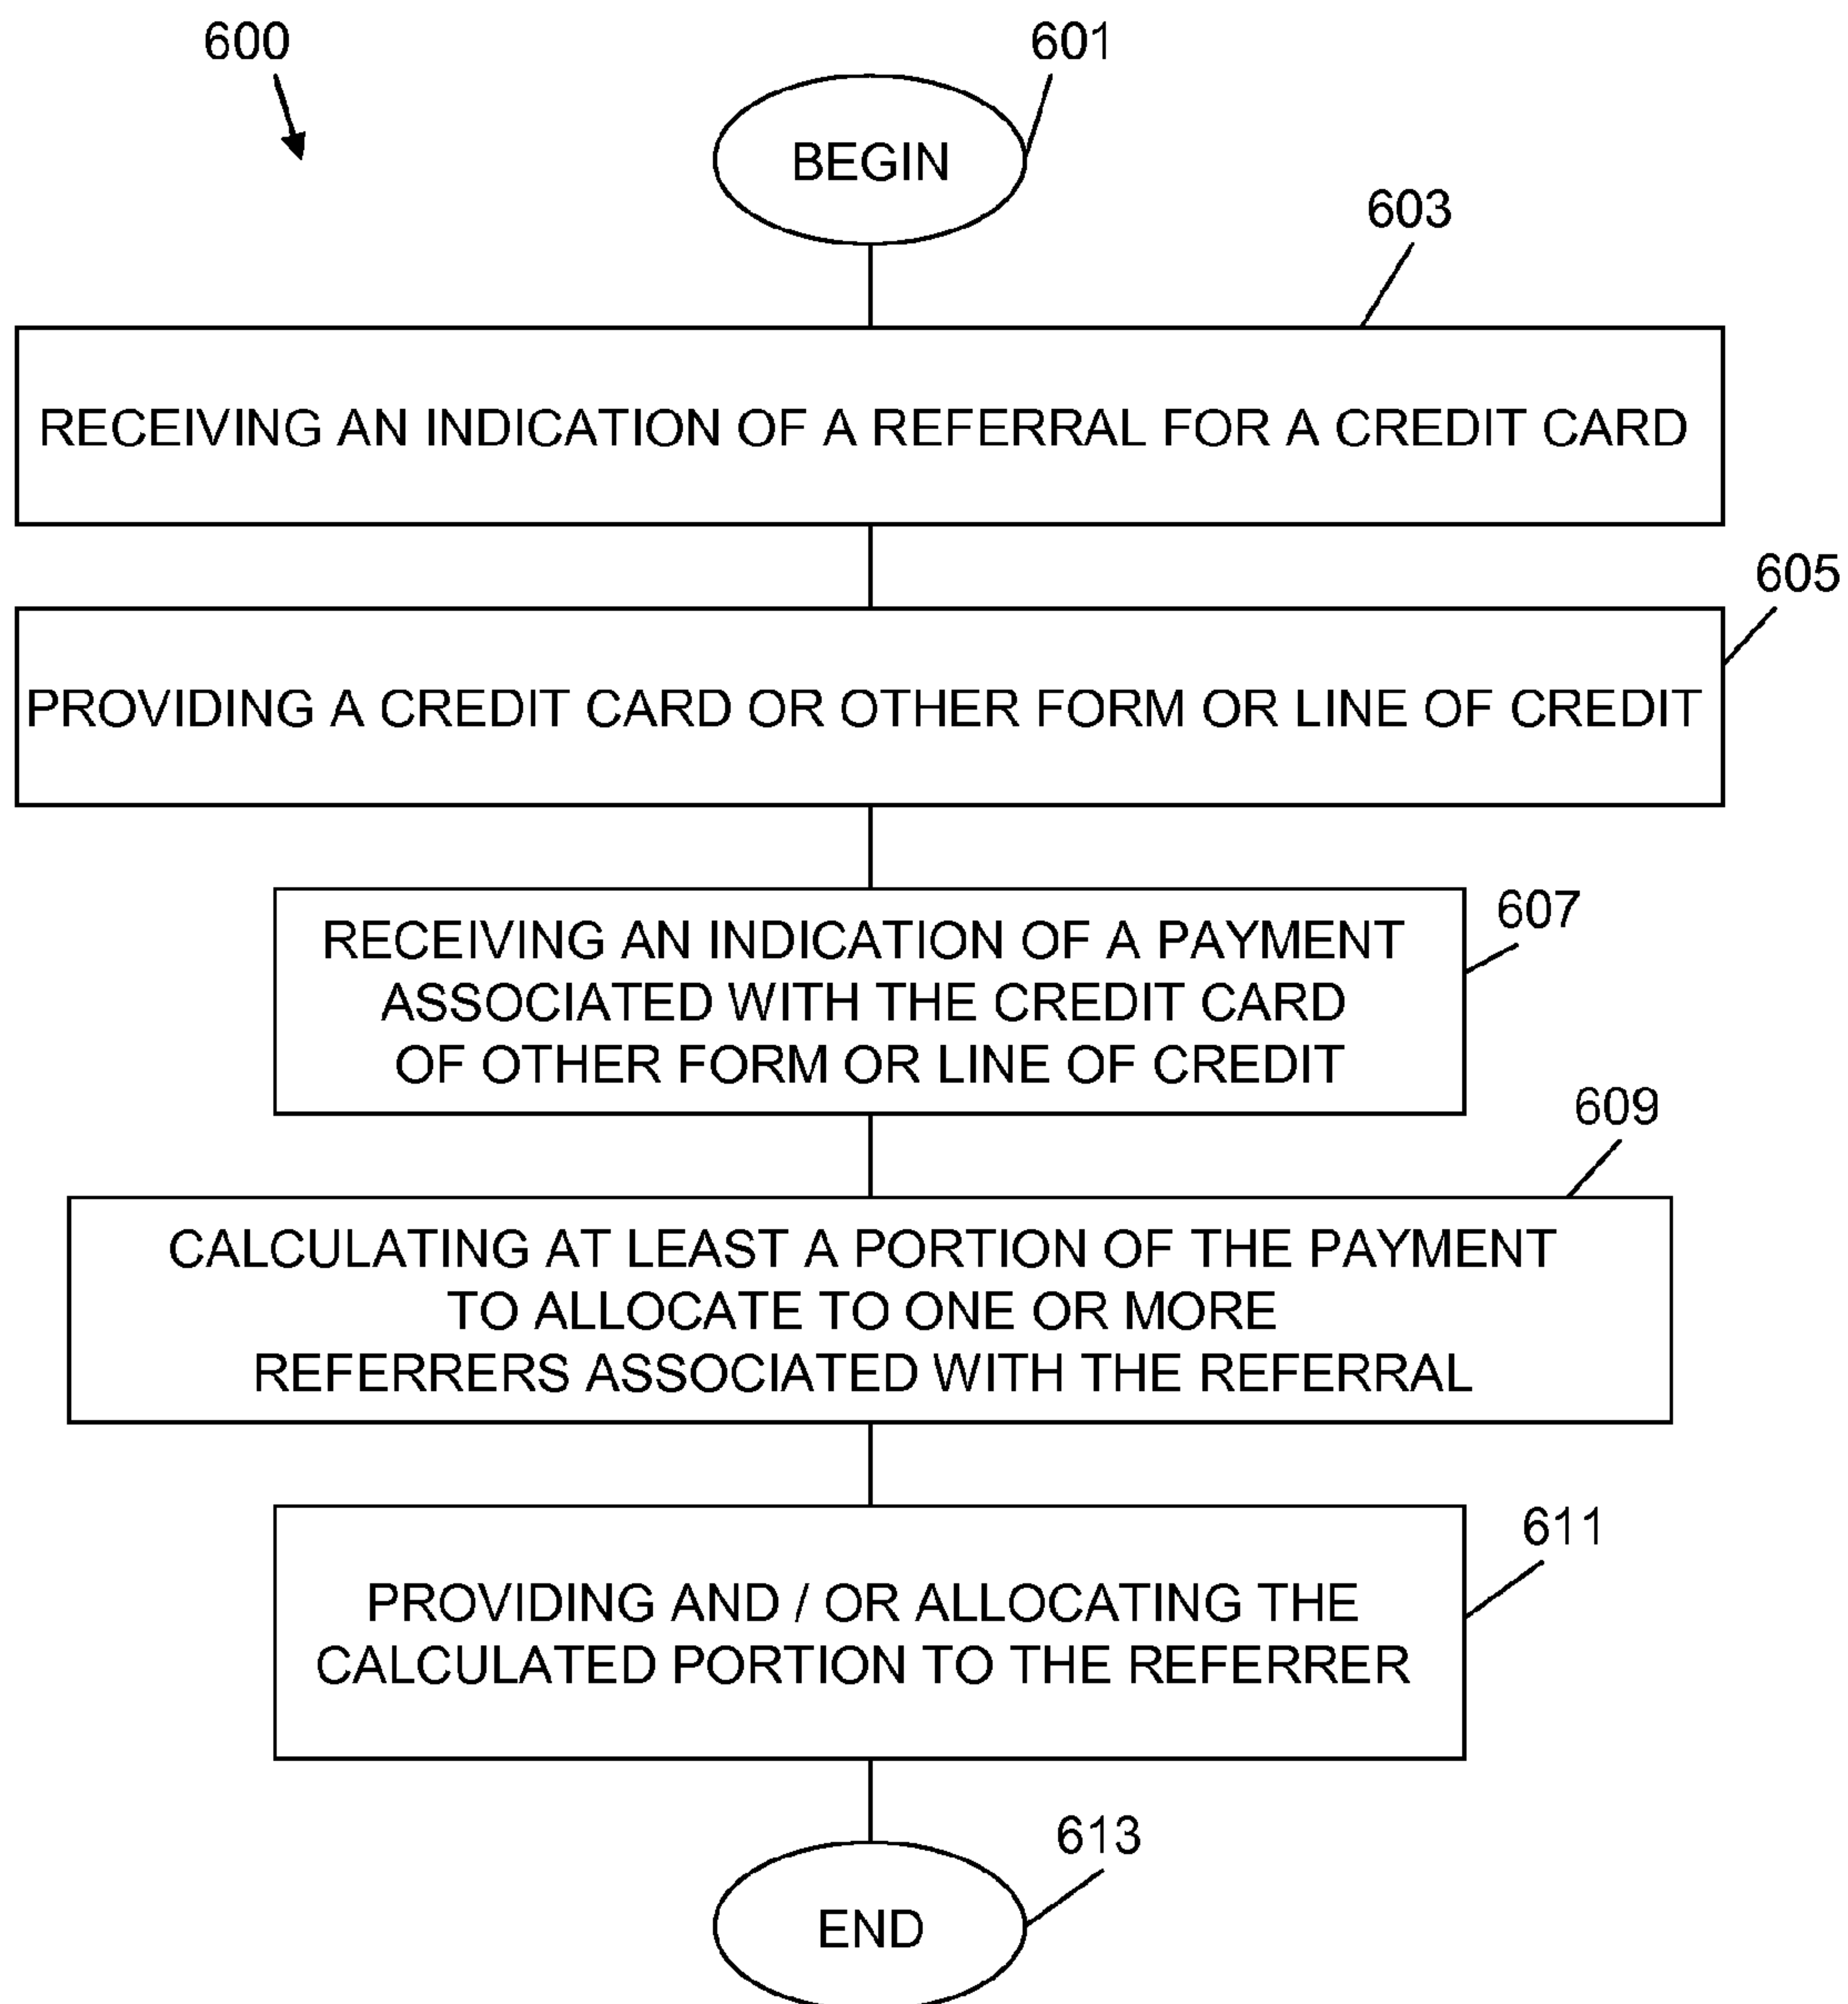 600
601
BEGIN
603
RECEIVING AN INDICATION OF A REFERRAL FOR A CREDIT CARD
605
PROVIDING A CREDIT CARD OR OTHER FORM OR LINE OF CREDIT
607
RECEIVING AN INDICATION OF A PAYMENT
ASSOCIATED WITH THE CREDIT CARD
OF OTHER FORM OR LINE OF CREDIT
609
CALCULATING AT LEAST A PORTION OF THE PAYMENT
TO ALLOCATE TO ONE OR MORE
REFERRERS ASSOCIATED WITH THE REFERRAL
611
PROVIDING AND / OR ALLOCATING THE
CALCULATED PORTION TO THE REFERRER
613
END